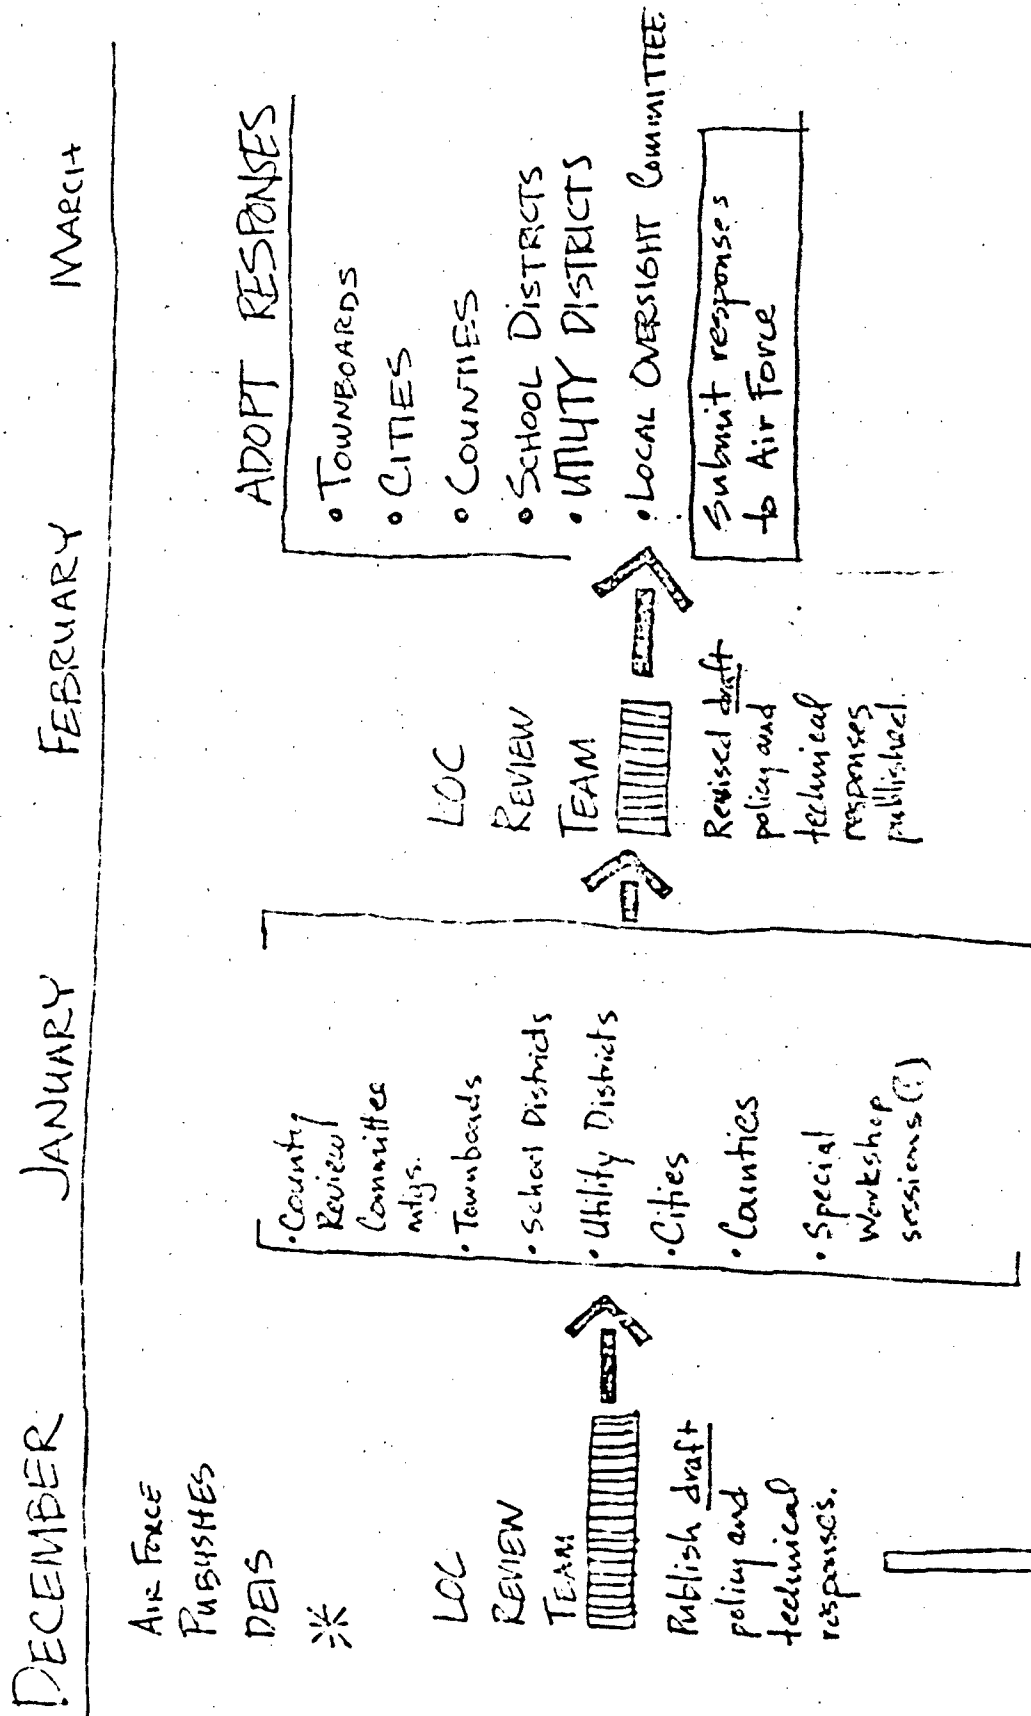 DECEMBER JANUARY FEBRUARY MARCH
AIR FORCE
PUBLISHES
DEIS
LOC
REVIEW
TEAM
Publish draft
policy and
technical
responses.
• County
Review
Committee
mtgs.
• Townboards
• School Districts
• Utility Districts
• Cities
• Counties
• Special
Workshop
sessions
LOC
REVIEW
TEAM
Revised draft
policy and
technical
responses
published.
ADOPT RESPONSES
• TOWNBOARDS
• CITIES
• COUNTIES
• SCHOOL DISTRICTS
• UTILITY DISTRICTS
• LOCAL OVERSIGHT COMMITTEE.
Submit responses
to Air Force